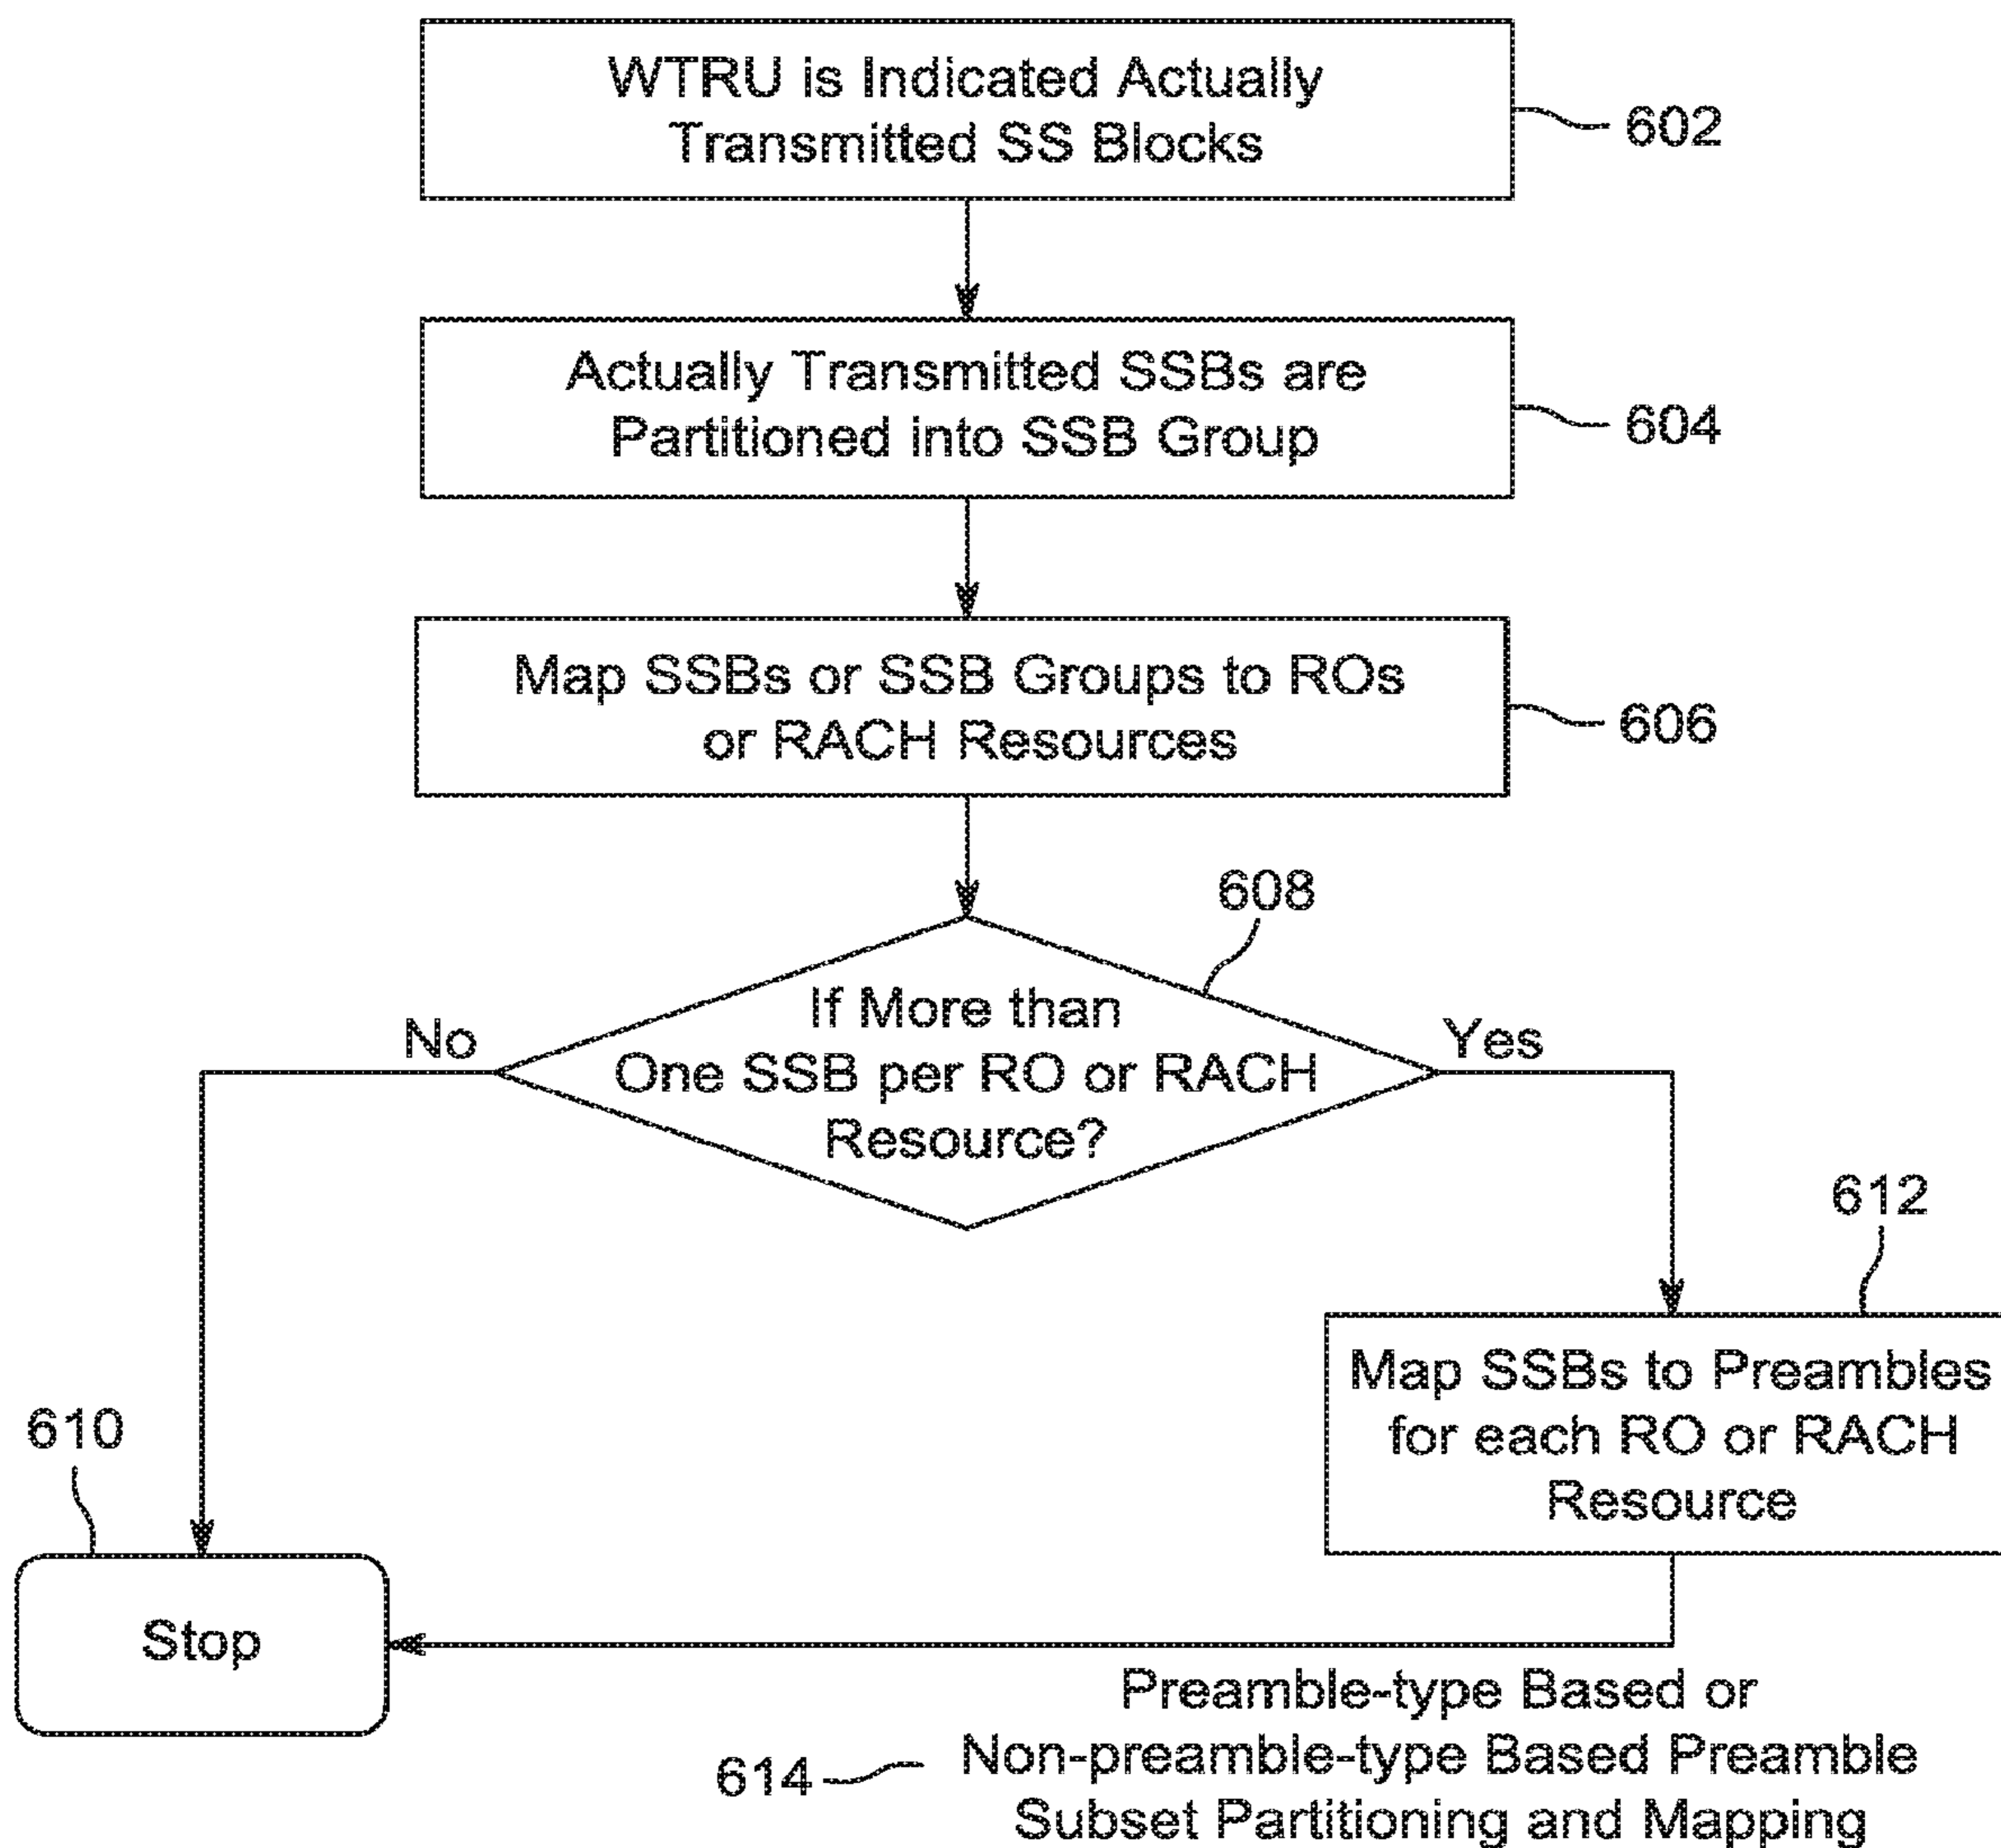 WTRU is Indicated Actually
Transmitted SS Blocks
602
Actually Transmitted SSBs are
Partitioned into SSB Group
604
Map SSBs or SSB Groups to ROs
or RACH Resources
606
608
If More than
One SSB per RO or RACH
Resource?
No
Yes
612
Map SSBs to Preambles
for each RO or RACH
Resource
610
Stop
Preamble-type Based or
Non-preamble-type Based Preamble
Subset Partitioning and Mapping
614